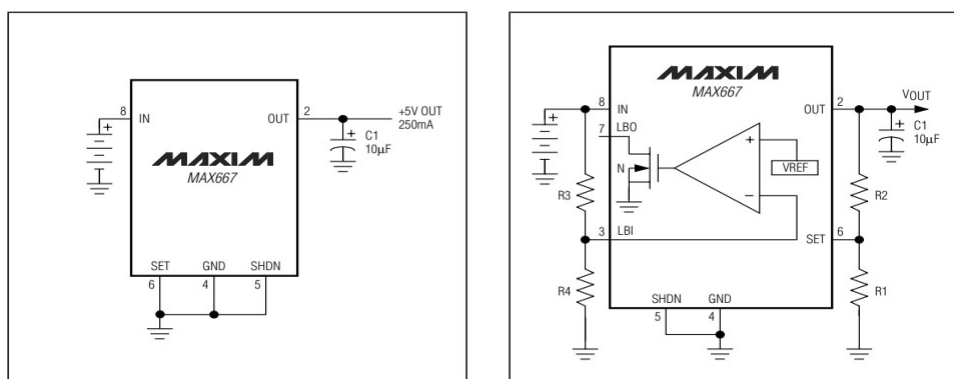 8
IN
OUT
2
+5V OUT
250mA
+
+
C1
10µF
MAXIM
MAX667
SET
GND
SHDN
6
4
5
MAXIM
MAX667
8
IN
OUT
2
VOUT
7
LBO
+
+
C1
10µF
N
+
VREF
−
R3
R2
3
LBI
SET
6
R4
R1
SHDN
GND
5
4